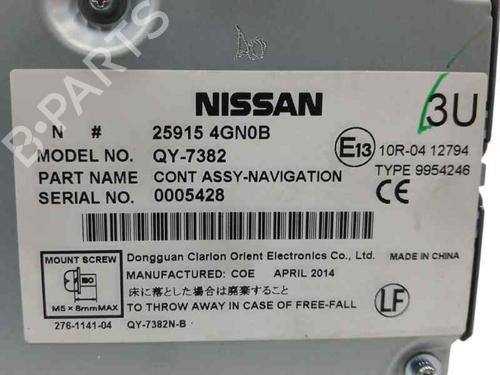 NISSAN
3U
N # 25915 4GN0B
MODEL NO. QY-7382
PART NAME CONT ASSY-NAVIGATION
SERIAL NO. 0005428
E13
10R-04 12794
TYPE 9954246
CE
MOUNT SCREW
ISO
M5×8mmMAX
276-1141-04
Dongguan Clarion Orient Electronics Co., Ltd.
MADE IN CHINA
MANUFACTURED: COE APRIL 2014
床に落とした場合は廃棄すること
TO THROW AWAY IN CASE OF FREE-FALL
QY-7382N-B
LF
B-PARTS